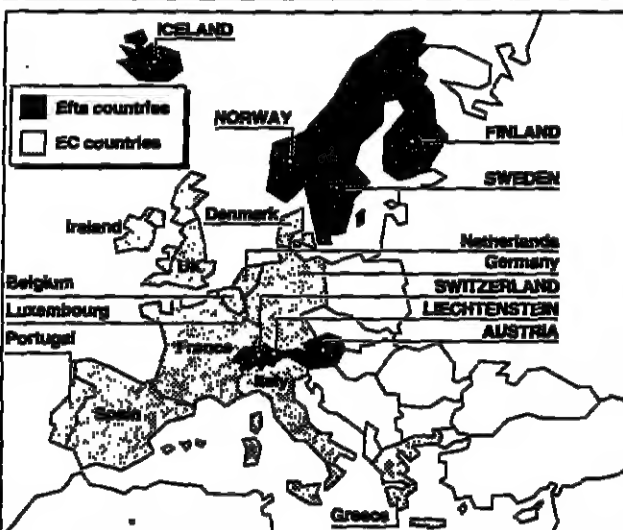 ICELAND
Efta countries
EC countries
NORWAY
FINLAND
SWEDEN
Ireland
Denmark
UK
Netherlands
Germany
Belgium
SWITZERLAND
Luxembourg
LIECHTENSTEIN
Portugal
AUSTRIA
France
Italy
Spain
Greece